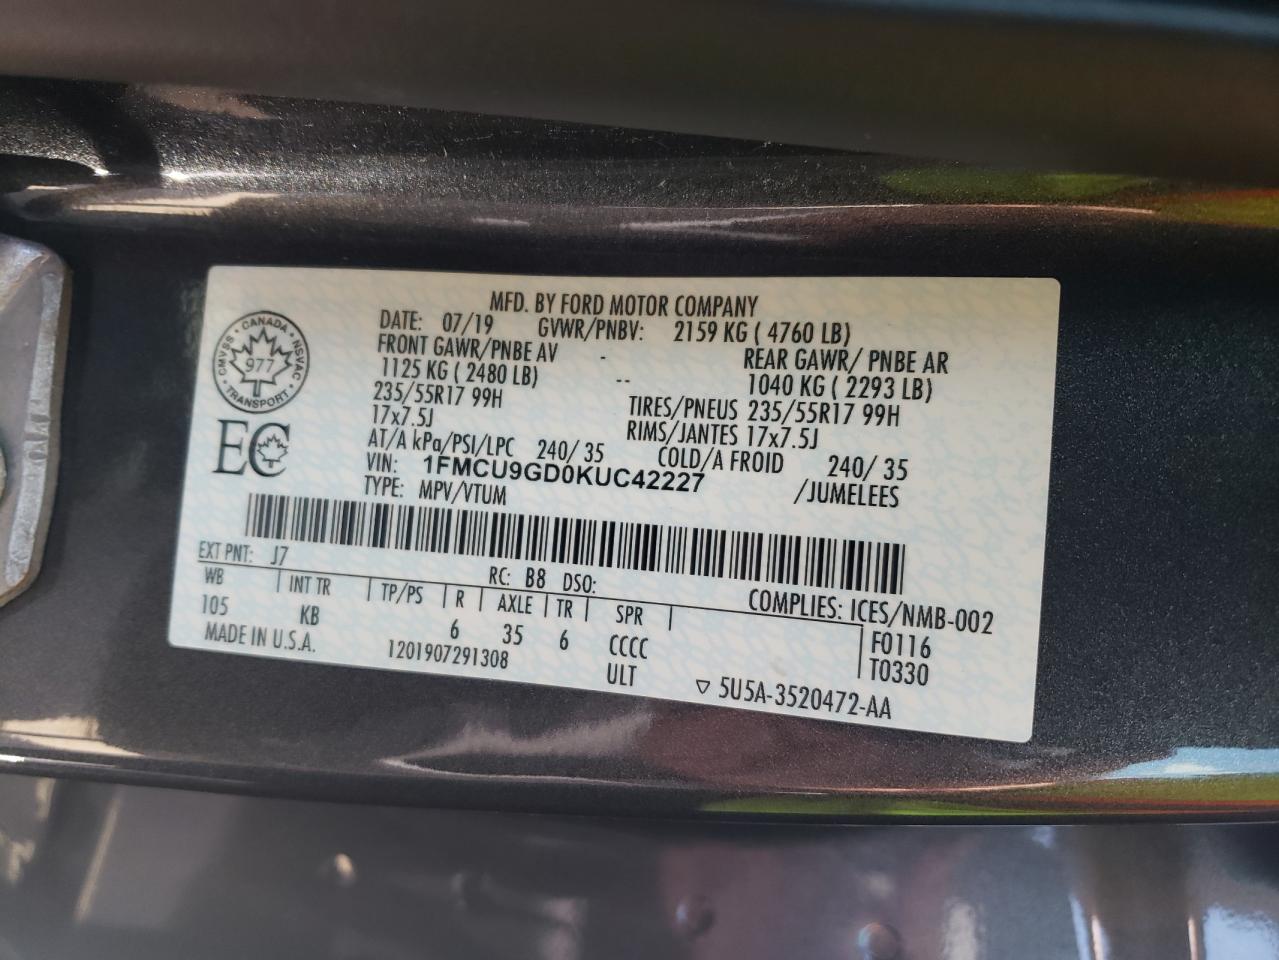 MFD. BY FORD MOTOR COMPANY
DATE: 07/19 GVWR/PNBV: 2159 KG ( 4760 LB)
FRONT GAWR/PNBE AV - REAR GAWR/ PNBE AR
1125 KG ( 2480 LB) -- 1040 KG ( 2293 LB)
235/55R17 99H TIRES/PNEUS 235/55R17 99H
17x7.5J RIMS/JANTES 17x7.5J
AT/A kPa/PSI/LPC 240/ 35 COLD/A FROID 240/ 35
VIN: 1FMCU9GD0KUC42227 /JUMELEES
TYPE: MPV/VTUM
CANADA
CMVSS NSVAC
977
TRANSPORT
EC
EXT PNT: J7 RC: B8 DSO:
COMPLIES: ICES/NMB-002
WB INT TR TP/PS R AXLE TR SPR
105 KB 6 35 6 CCCC F0116
MADE IN U.S.A. 1201907291308 ULT T0330
▽ 5U5A-3520472-AA